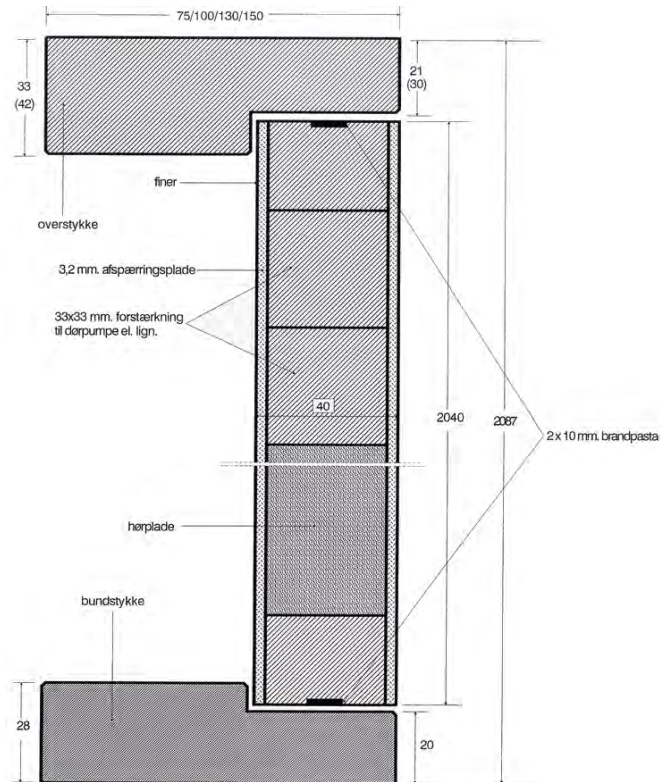 75/100/130/150
33
(42)
21
(30)
finer
overstykke
3,2 mm. afspærringsplade
33x33 mm. forstærkning
til dørpumpe el. lign.
40
2040
2087
2 x 10 mm. brandpasta
hørplade
bundstykke
28
20